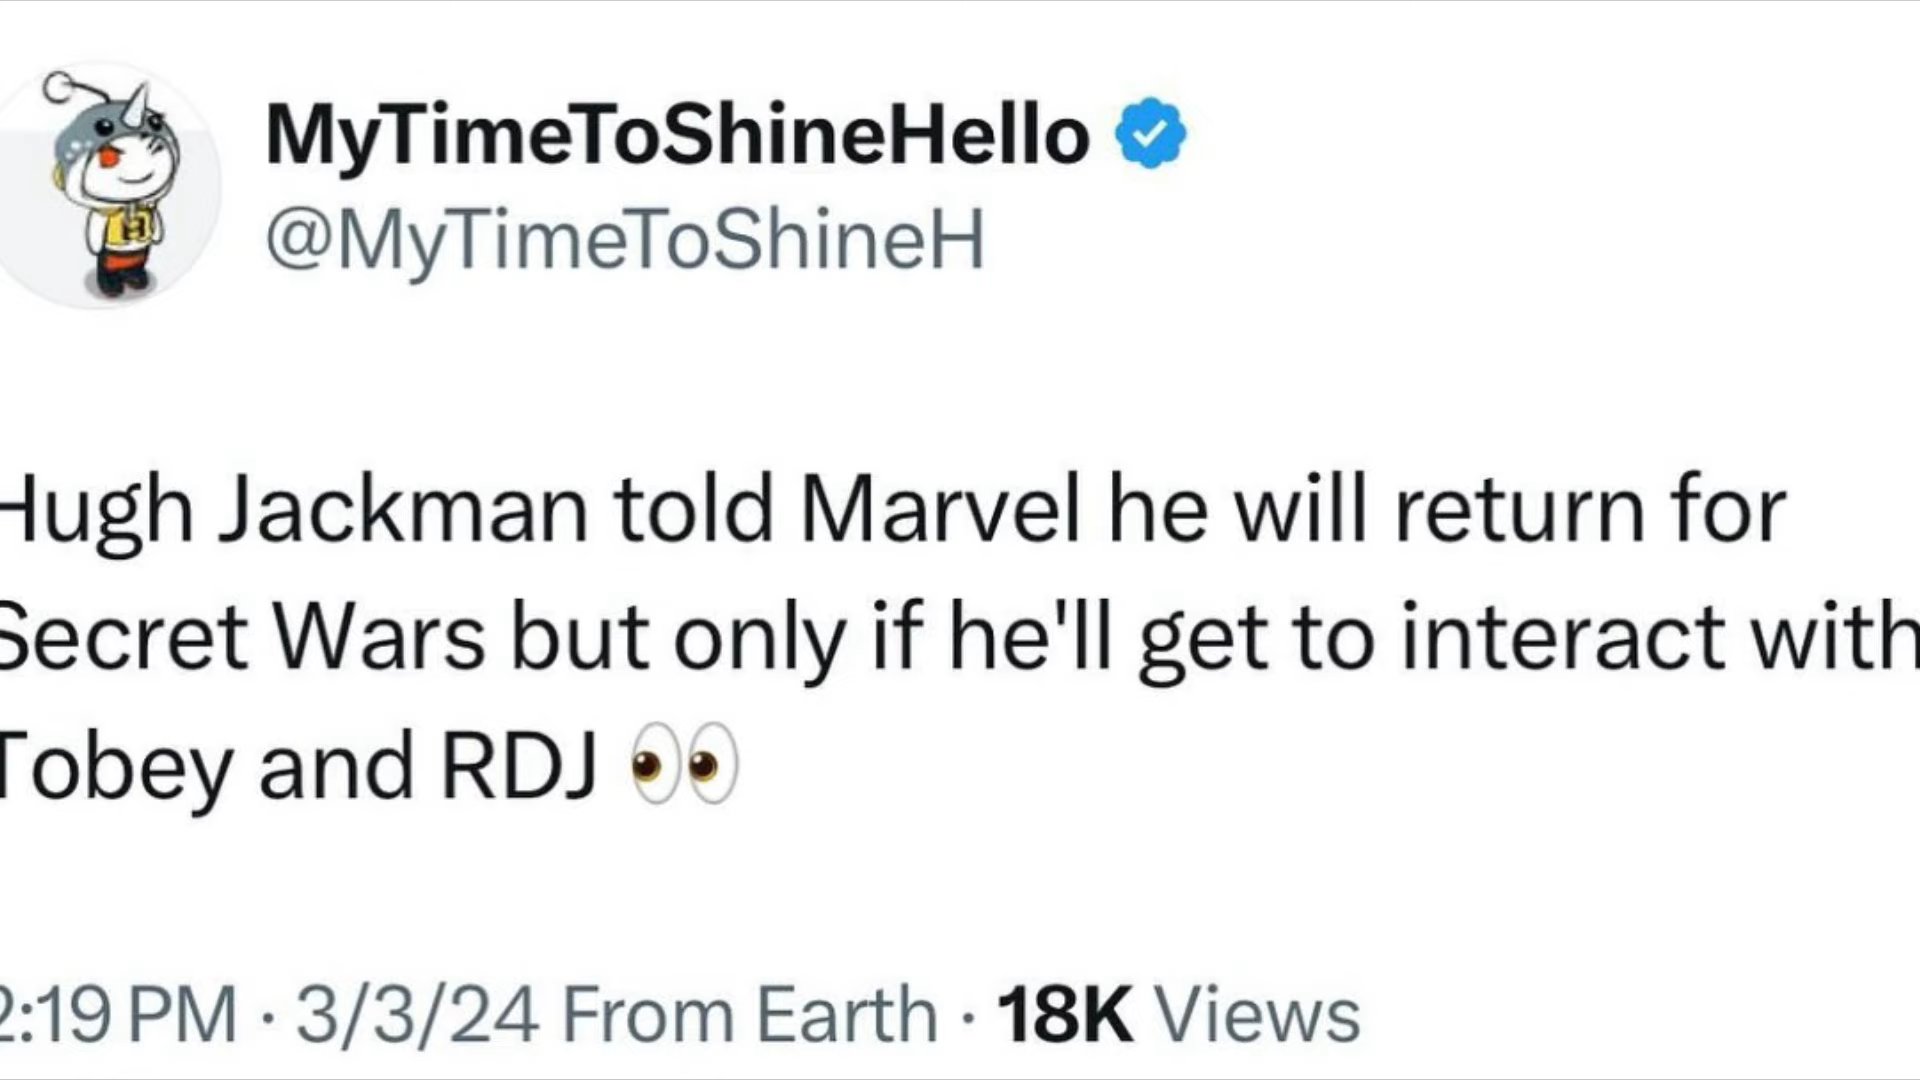 MyTimeToShineHello
@MyTimeToShineH
Hugh Jackman told Marvel he will return for
Secret Wars but only if he'll get to interact with
Tobey and RDJ 👀
2:19 PM · 3/3/24 From Earth · 18K Views